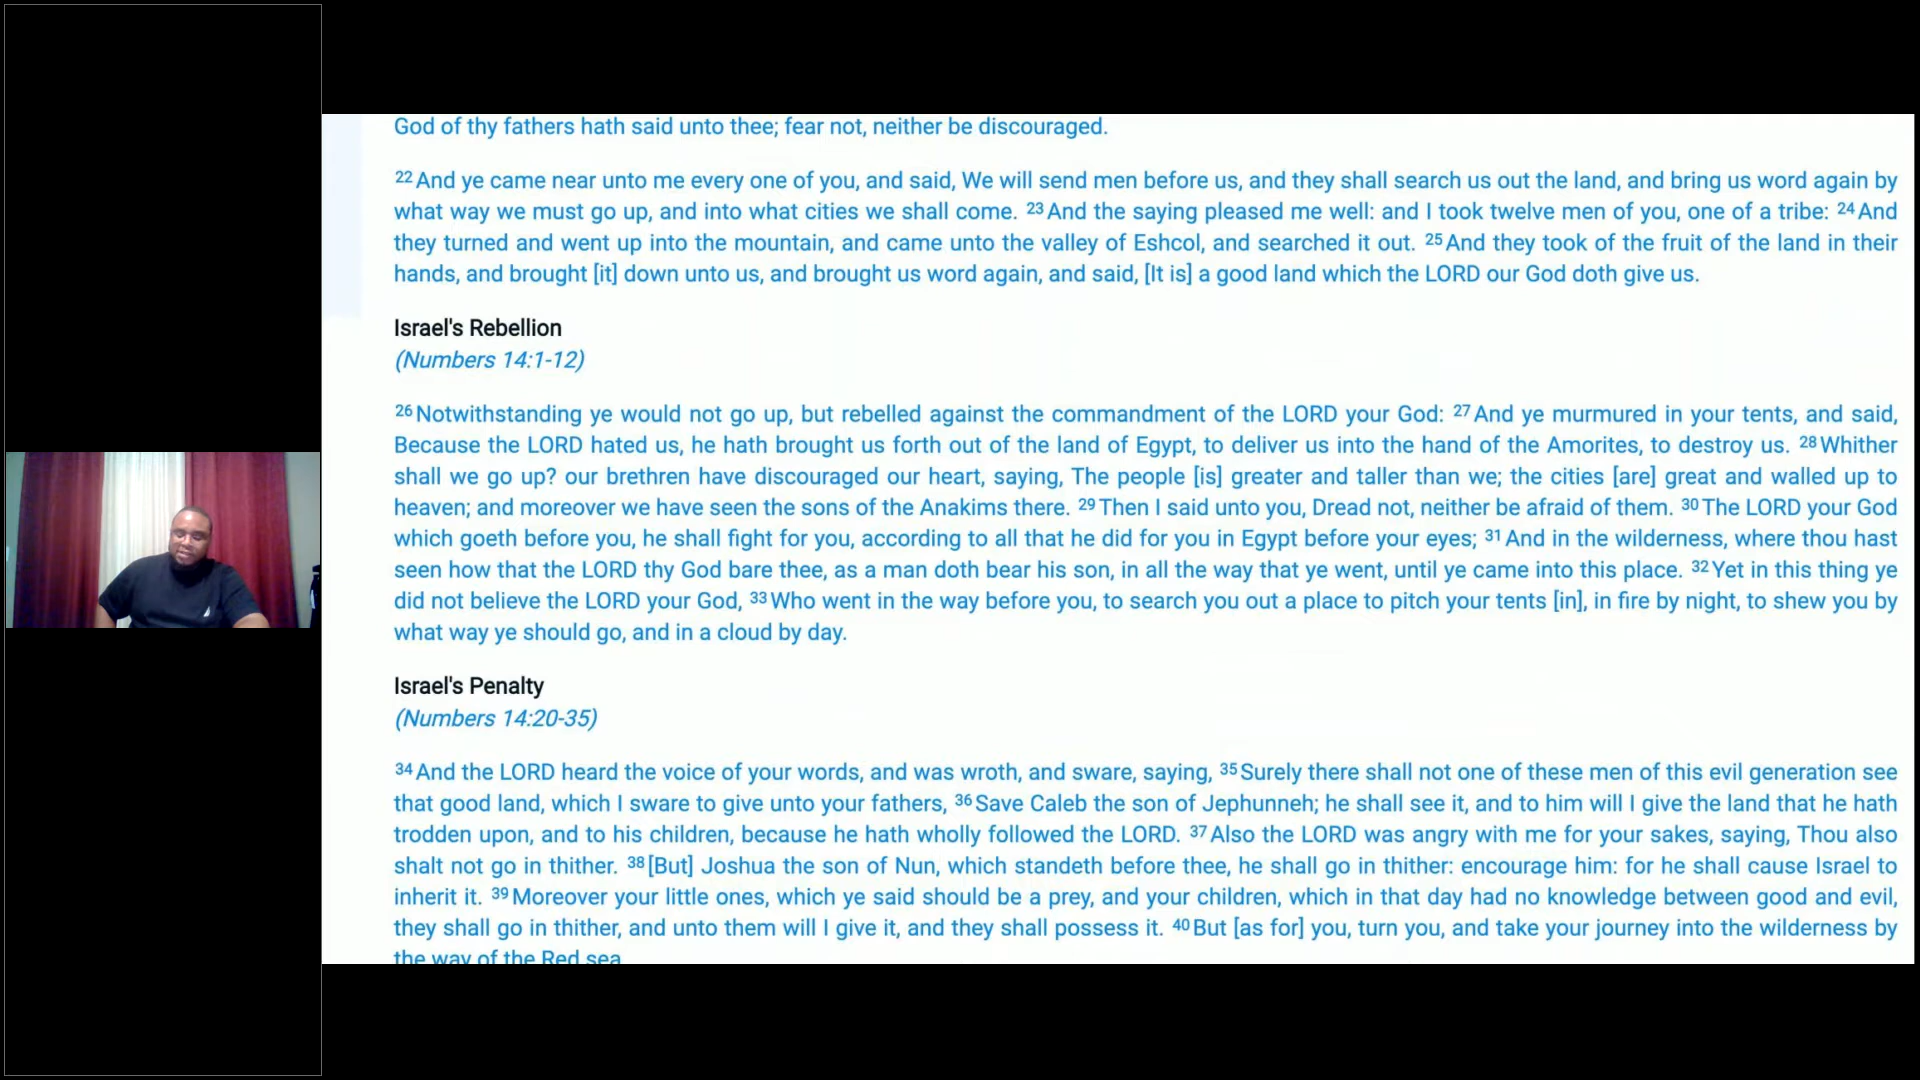 God of thy fathers hath said unto thee; fear not, neither be discouraged.
22 And ye came near unto me every one of you, and said, We will send men before us, and they shall search us out the land, and bring us word again by
what way we must go up, and into what cities we shall come. 23 And the saying pleased me well: and I took twelve men of you, one of a tribe: 24 And
they turned and went up into the mountain, and came unto the valley of Eshcol, and searched it out. 25 And they took of the fruit of the land in their
hands, and brought [it] down unto us, and brought us word again, and said, [It is] a good land which the LORD our God doth give us.
Israel's Rebellion
(Numbers 14:1-12)
26 Notwithstanding ye would not go up, but rebelled against the commandment of the LORD your God: 27 And ye murmured in your tents, and said,
Because the LORD hated us, he hath brought us forth out of the land of Egypt, to deliver us into the hand of the Amorites, to destroy us. 28 Whither
shall we go up? our brethren have discouraged our heart, saying, The people [is] greater and taller than we; the cities [are] great and walled up to
heaven; and moreover we have seen the sons of the Anakims there. 29 Then I said unto you, Dread not, neither be afraid of them. 30 The LORD your God
which goeth before you, he shall fight for you, according to all that he did for you in Egypt before your eyes; 31 And in the wilderness, where thou hast
seen how that the LORD thy God bare thee, as a man doth bear his son, in all the way that ye went, until ye came into this place. 32 Yet in this thing ye
did not believe the LORD your God, 33 Who went in the way before you, to search you out a place to pitch your tents [in], in fire by night, to shew you by
what way ye should go, and in a cloud by day.
Israel's Penalty
(Numbers 14:20-35)
34 And the LORD heard the voice of your words, and was wroth, and sware, saying, 35 Surely there shall not one of these men of this evil generation see
that good land, which I sware to give unto your fathers, 36 Save Caleb the son of Jephunneh; he shall see it, and to him will I give the land that he hath
trodden upon, and to his children, because he hath wholly followed the LORD. 37 Also the LORD was angry with me for your sakes, saying, Thou also
shalt not go in thither. 38 [But] Joshua the son of Nun, which standeth before thee, he shall go in thither: encourage him: for he shall cause Israel to
inherit it. 39 Moreover your little ones, which ye said should be a prey, and your children, which in that day had no knowledge between good and evil,
they shall go in thither, and unto them will I give it, and they shall possess it. 40 But [as for] you, turn you, and take your journey into the wilderness by
the way of the Red sea